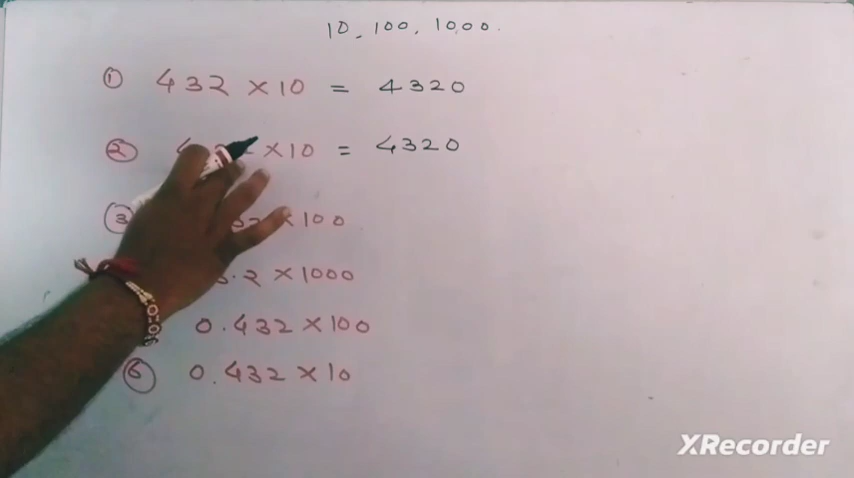 10, 100, 1000.
① 432 × 10 = 4320
② × 10 = 4320
③ × 100
.2 × 1000
0.432 × 100
⑥ 0.432 × 10
XRecorder